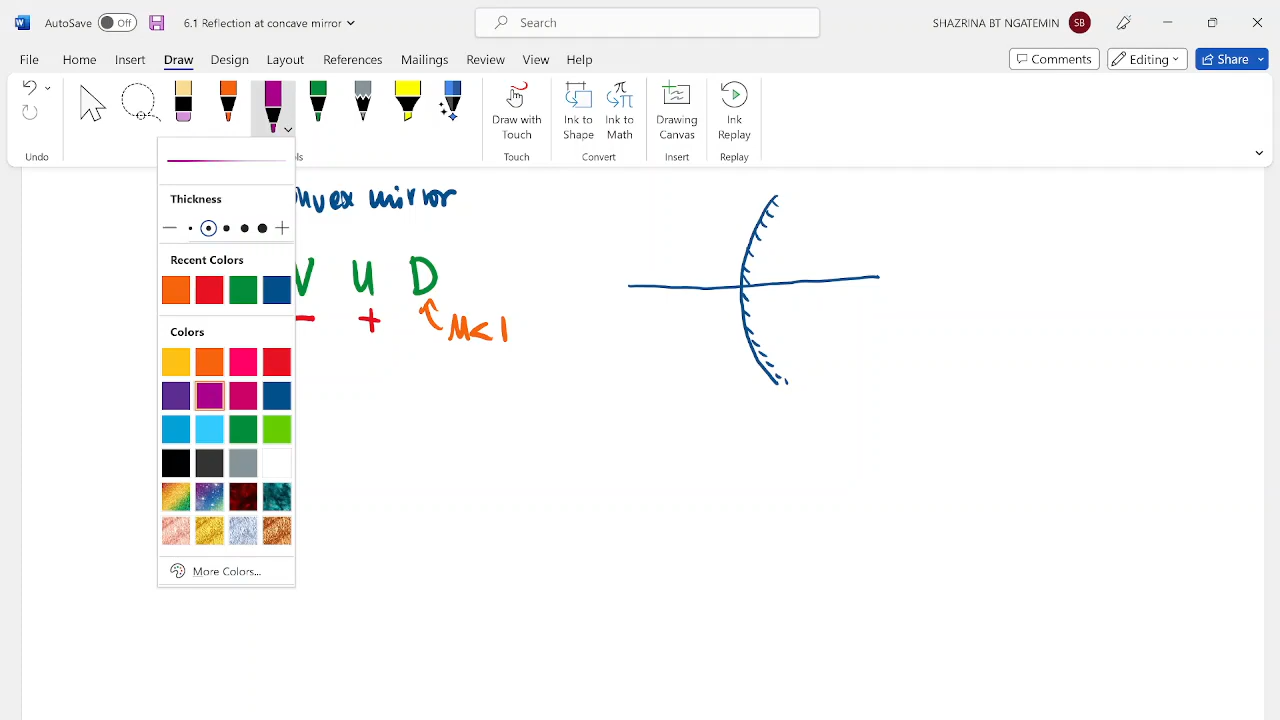 AutoSave Off 6.1 Reflection at concave mirror Search SHAZRINA BT NGATEMIN SB
File Home Insert Draw Design Layout References Mailings Review View Help Comments Editing Share
Draw with Touch Ink to Shape Ink to Math Drawing Canvas Ink Replay
Undo ls Touch Convert Insert Replay
Thickness
Recent Colors
Colors
More Colors...
nvex mirror
V U D
− +
M < 1